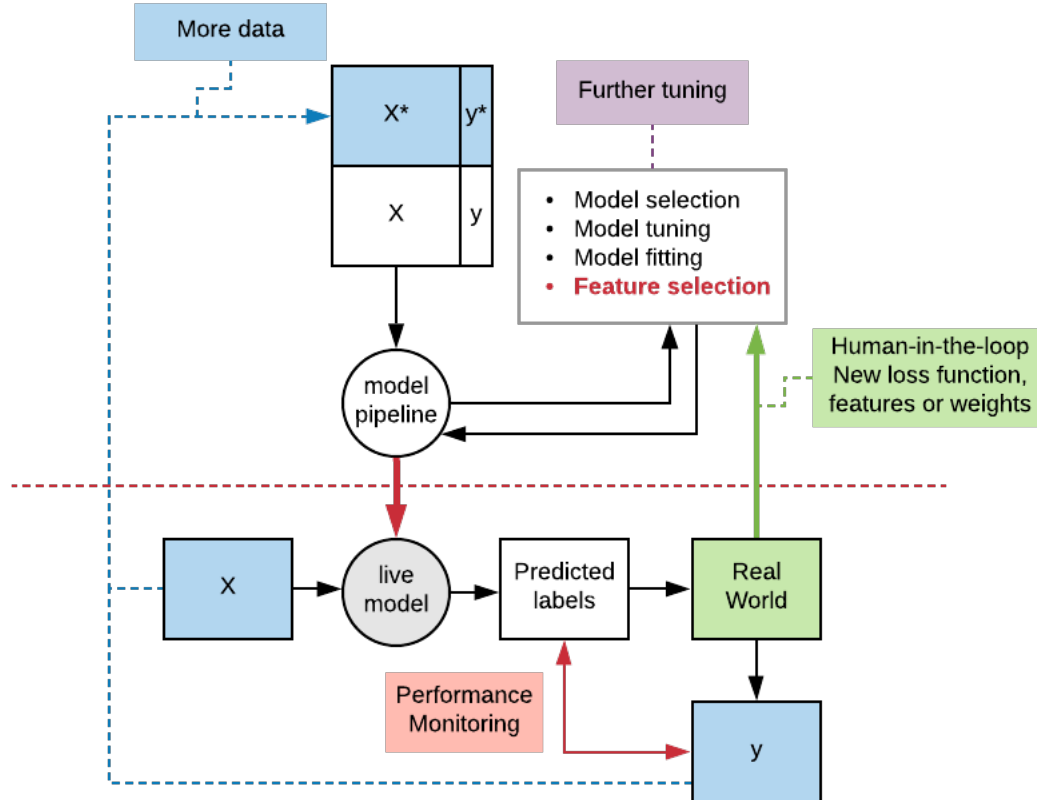 More data
Further tuning
X*
y*
X
y
• Model selection
• Model tuning
• Model fitting
• Feature selection
Human-in-the-loop
New loss function,
features or weights
model
pipeline
X
live
model
Predicted
labels
Real
World
Performance
Monitoring
y